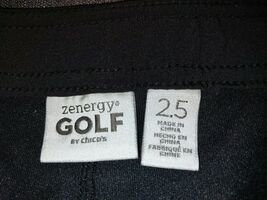 zenergy®
GOLF
BY CHICO'S
2.5
MADE IN
CHINA
HECHO EN
CHINA
FABRIQUÉ EN
CHINE